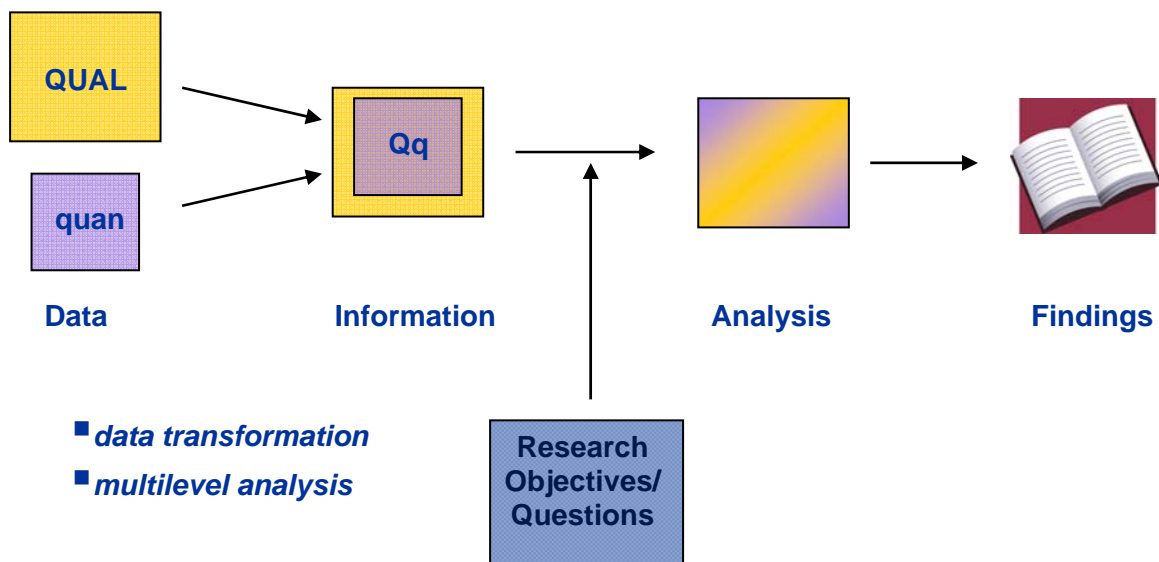 QUAL
quan
Qq
Data
Information
Analysis
Findings
data transformation
multilevel analysis
Research
Objectives/
Questions